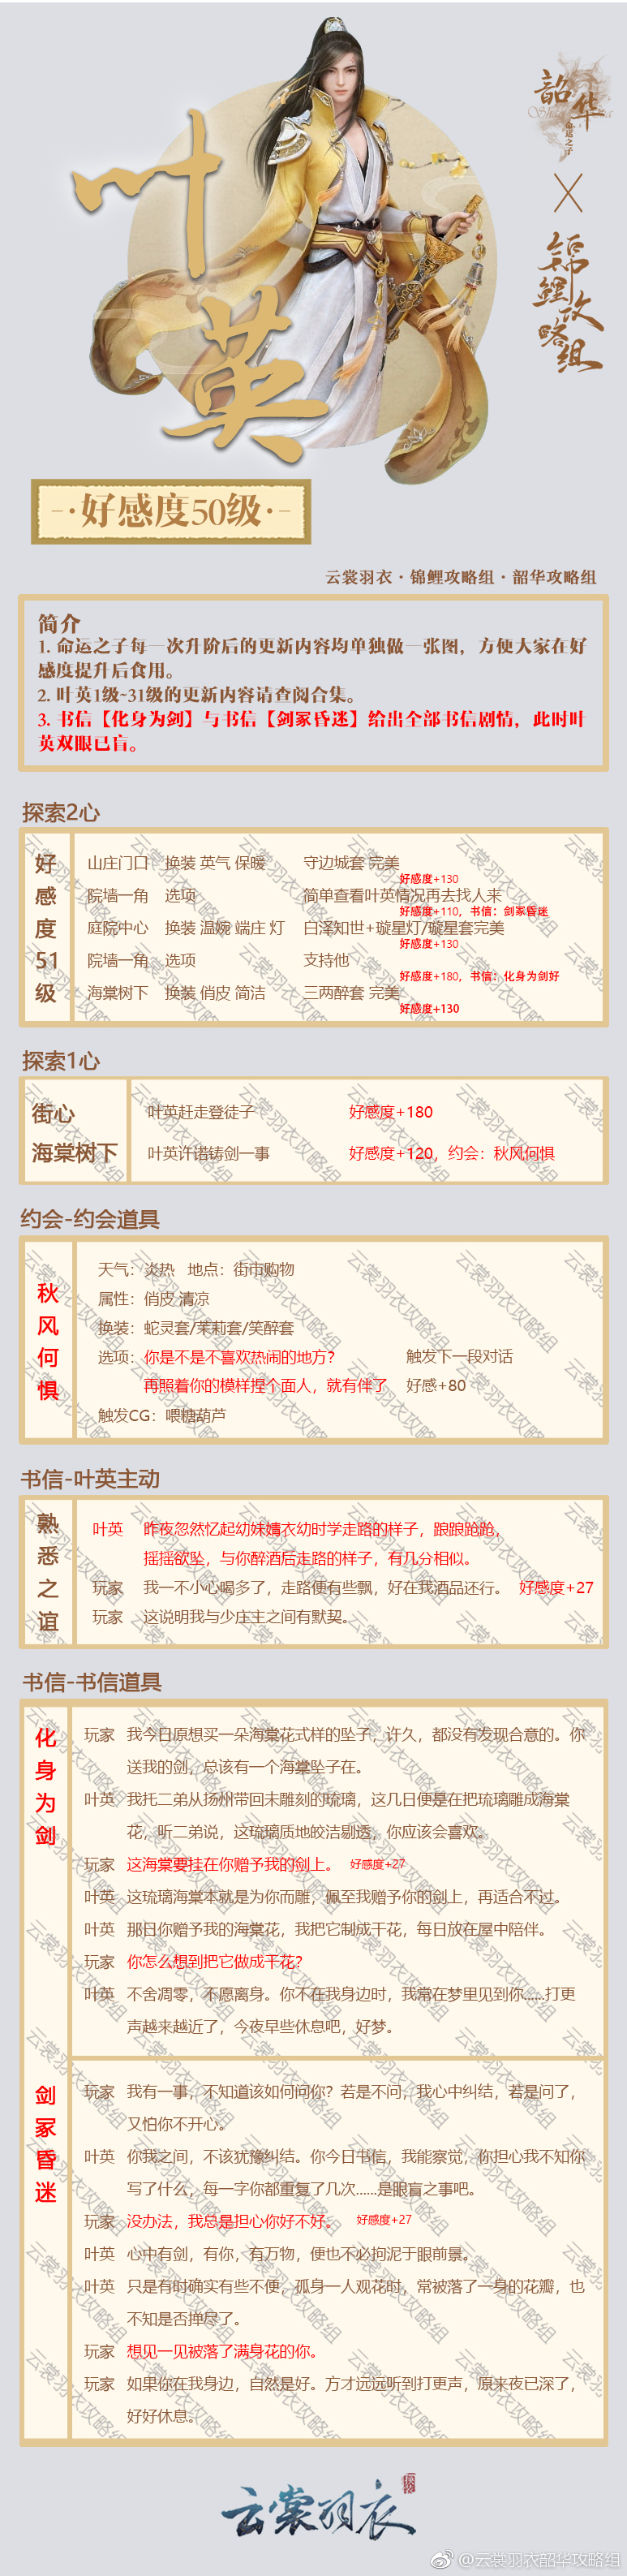 叶英
韶华
命运之子
X
锦鲤攻略组
·好感度50级·
云裳羽衣·锦鲤攻略组·韶华攻略组
简介
1. 命运之子每一次升阶后的更新内容均单独做一张图，方便大家在好
感度提升后食用。
2. 叶英1级~31级的更新内容请查阅合集。
3. 书信【化身为剑】与书信【剑冢昏迷】给出全部书信剧情，此时叶
英双眼已盲。
探索2心
好感度51级
山庄门口 换装 英气 保暖 守边城套 完美
好感度+130
院墙一角 选项 简单查看叶英情况再去找人来
好感度+110，书信：剑冢昏迷
庭院中心 换装 温婉 端庄 灯 白泽知世+璇星灯/璇星套完美
好感度+130
院墙一角 选项 支持他
好感度+180，书信：化身为剑好
海棠树下 换装 俏皮 简洁 三两醉套 完美
好感度+130
探索1心
街心 叶英赶走登徒子 好感度+180
海棠树下 叶英许诺铸剑一事 好感度+120，约会：秋风何惧
约会-约会道具
秋风何惧
天气：炎热 地点：街市购物
属性：俏皮 清凉
换装：蛇灵套/茉莉套/笑醉套
选项：你是不是不喜欢热闹的地方？ 触发下一段对话
再照着你的模样捏个面人，就有伴了 好感+80
触发CG：喂糖葫芦
书信-叶英主动
熟悉之谊
叶英 昨夜忽然忆起幼妹婧衣幼时学走路的样子，踉踉跄跄，
摇摇欲坠，与你醉酒后走路的样子，有几分相似。
玩家 我一不小心喝多了，走路便有些飘，好在我酒品还行。 好感度+27
玩家 这说明我与少庄主之间有默契。
书信-书信道具
化身为剑
玩家 我今日原想买一朵海棠花式样的坠子，许久，都没有发现合意的。你
送我的剑，总该有一个海棠坠子在。
叶英 我托二弟从扬州带回未雕刻的琉璃，这几日便是在把琉璃雕成海棠
花，听二弟说，这琉璃质地皎洁剔透，你应该会喜欢。
玩家 这海棠要挂在你赠予我的剑上。 好感度+27
叶英 这琉璃海棠本就是为你而雕，佩至我赠予你的剑上，再适合不过。
叶英 那日你赠予我的海棠花，我把它制成干花，每日放在屋中陪伴。
玩家 你怎么想到把它做成干花？
叶英 不舍凋零，不愿离身。你不在我身边时，我常在梦里见到你......打更
声越来越近了，今夜早些休息吧，好梦。
剑冢昏迷
玩家 我有一事，不知道该如何问你？若是不问，我心中纠结，若是问了，
又怕你不开心。
叶英 你我之间，不该犹豫纠结。你今日书信，我能察觉，你担心我不知你
写了什么，每一字你都重复了几次......是眼盲之事吧。
玩家 没办法，我总是担心你好不好。 好感度+27
叶英 心中有剑，有你，有万物，便也不必拘泥于眼前景。
叶英 只是有时确实有些不便，孤身一人观花时，常被落了一身的花瓣，也
不知是否掸尽了。
玩家 想见一见被落了满身花的你。
玩家 如果你在我身边，自然是好。方才远远听到打更声，原来夜已深了，
好好休息。
云裳羽衣
@云裳羽衣韶华攻略组